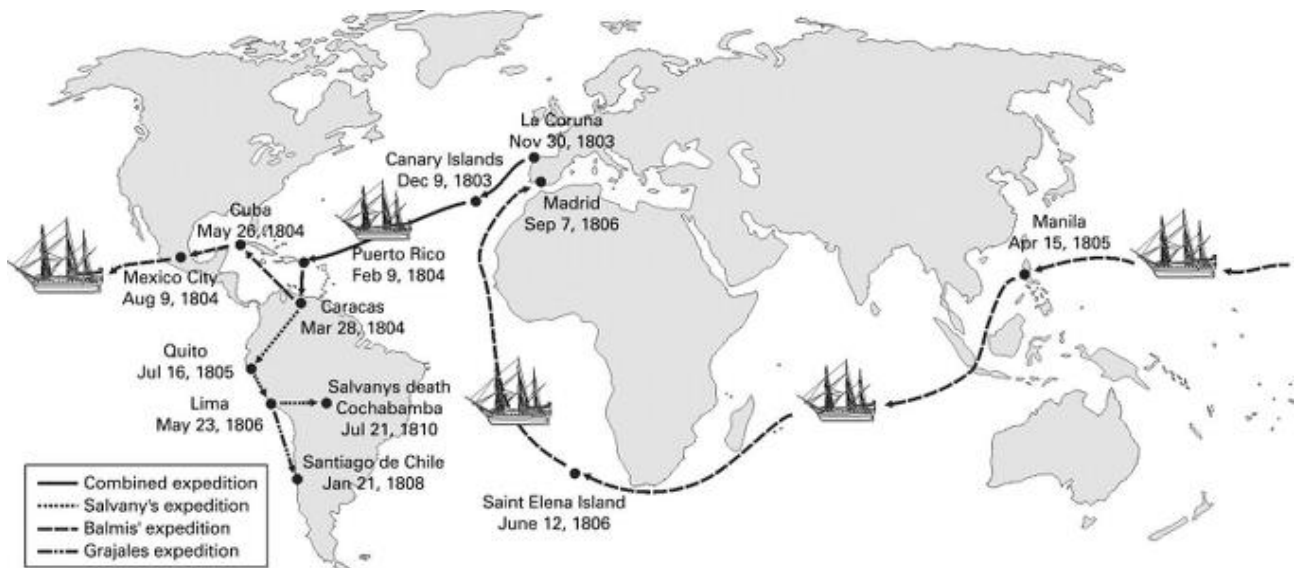 La Coruna
Nov 30, 1803
Canary Islands
Dec 9, 1803
Madrid
Sep 7, 1806
Cuba
May 26, 1804
Manila
Apr 15, 1805
Puerto Rico
Feb 9, 1804
Mexico City
Aug 9, 1804
Caracas
Mar 28, 1804
Quito
Jul 16, 1805
Salvanys death
Cochabamba
Jul 21, 1810
Lima
May 23, 1806
Santiago de Chile
Jan 21, 1808
Saint Elena Island
June 12, 1806
Combined expedition
Salvany's expedition
Balmis' expedition
Grajales expedition